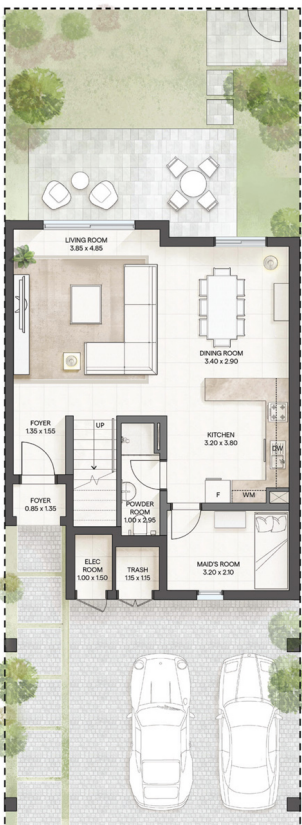 LIVING ROOM
3.85 x 4.85
DINING ROOM
3.40 x 2.90
FOYER
1.35 x 1.55
UP
KITCHEN
3.20 x 3.80
DW
FOYER
0.85 x 1.35
POWDER
ROOM
1.00 x 2.95
F
WM
ELEC
ROOM
1.00 x 1.50
TRASH
1.15 x 1.15
MAID'S ROOM
3.20 x 2.10